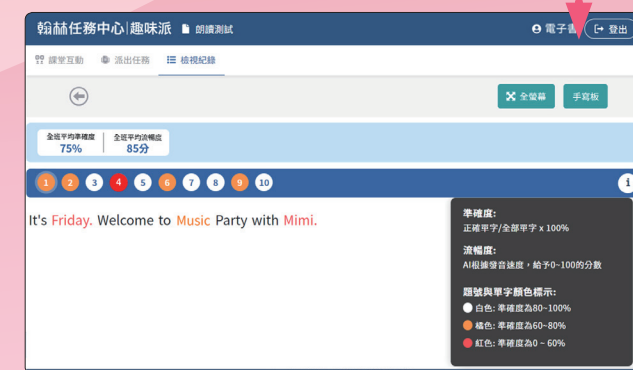 翰林任務中心|趣味派 朗讀測試
電子書 登出
課堂互動 派出任務 檢視紀錄
全螢幕 手寫板
全班平均準確度 全班平均流暢度
75% 85分
1 2 3 4 5 6 7 8 9 10 i
It's Friday. Welcome to Music Party with Mimi.
準確度:
正確單字/全部單字 x 100%
流暢度:
AI根據發音速度,給予0~100的分數
題號與單字顏色標示:
白色: 準確度為80~100%
橘色: 準確度為60~80%
紅色: 準確度為0 ~ 60%